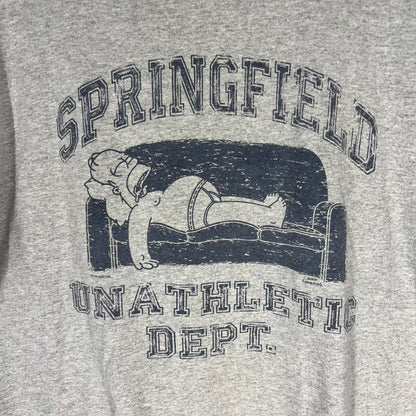 SPRINGFIELD
UNATHLETIC
DEPT.